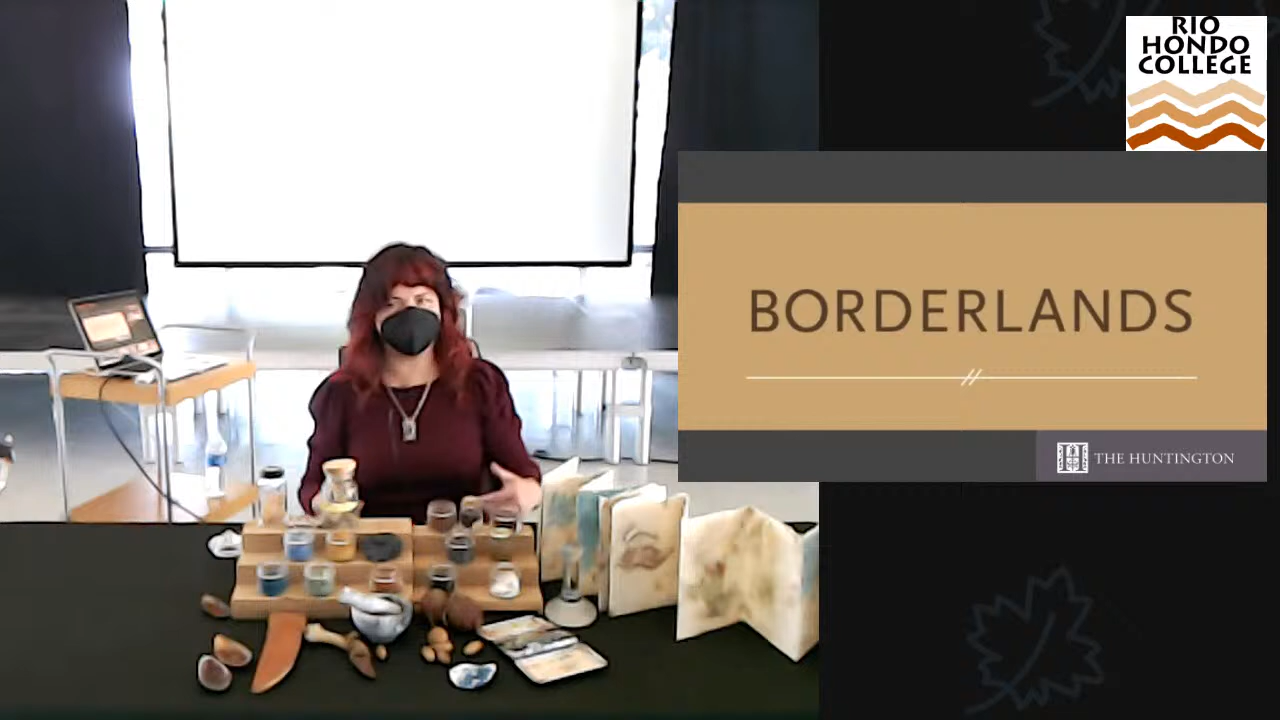 RIO
HONDO
COLLEGE
BORDERLANDS
THE HUNTINGTON